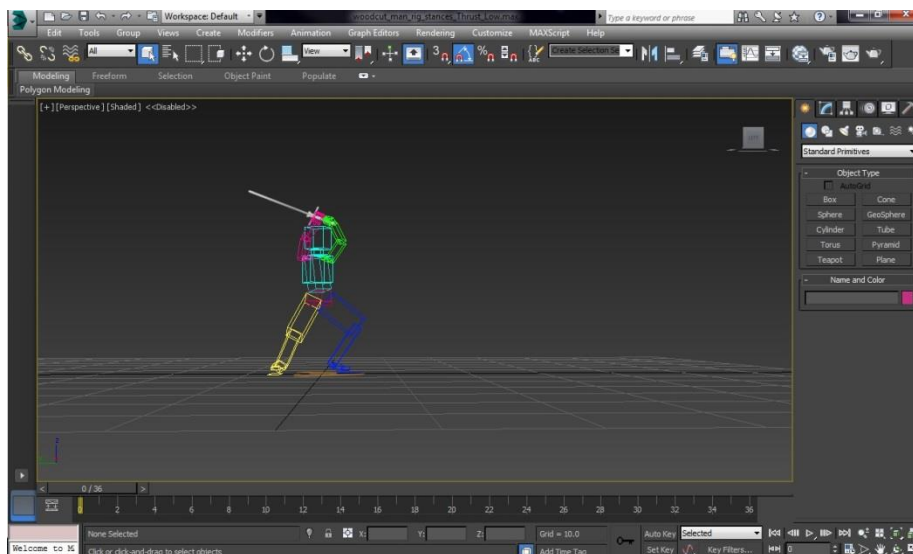 Workspace: Default
woodcut_man_rig_stances_Thrust_Low.max
Type a keyword or phrase
Edit Tools Group Views Create Modifiers Animation Graph Editors Rendering Customize MAXScript Help
All View 3 Create Selection Se
Modeling Freeform Selection Object Paint Populate
Polygon Modeling
[+] [Perspective] [Shaded] <<Disabled>>
Standard Primitives
- Object Type
AutoGrid
Box Cone
Sphere GeoSphere
Cylinder Tube
Torus Pyramid
Teapot Plane
- Name and Color
z
< 0 / 36 >
0 2 4 6 8 10 12 14 16 18 20 22 24 26 28 30 32 34 36
None Selected X: Y: Z: Grid = 10.0 Auto Key Selected
Welcome to M Click or click-and-drag to select objects Add Time Tag Set Key Key Filters...